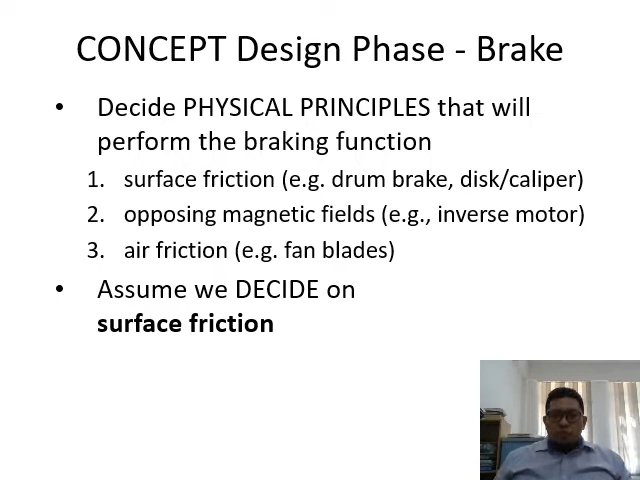 CONCEPT Design Phase - Brake
• Decide PHYSICAL PRINCIPLES that will
perform the braking function
1. surface friction (e.g. drum brake, disk/caliper)
2. opposing magnetic fields (e.g., inverse motor)
3. air friction (e.g. fan blades)
• Assume we DECIDE on
surface friction